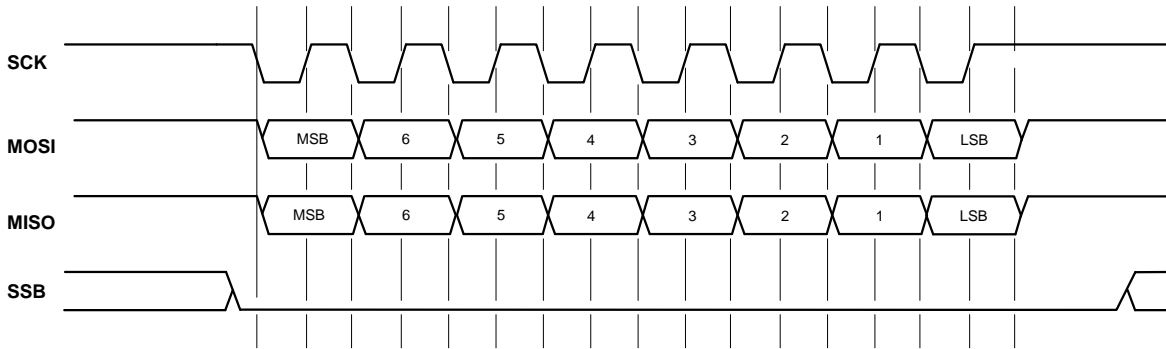 SCK
MOSI MSB 6 5 4 3 2 1 LSB
MISO MSB 6 5 4 3 2 1 LSB
SSB